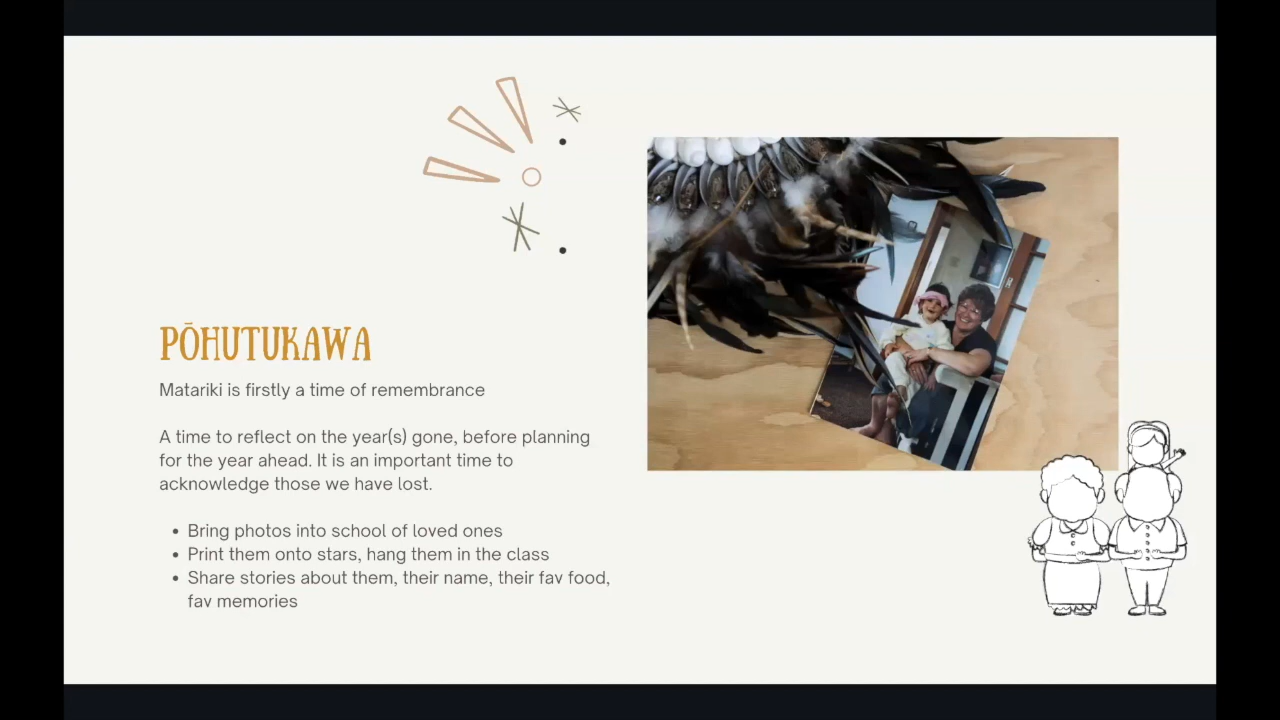 PŌHUTUKAWA
Matariki is firstly a time of remembrance
A time to reflect on the year(s) gone, before planning
for the year ahead. It is an important time to
acknowledge those we have lost.
• Bring photos into school of loved ones
• Print them onto stars, hang them in the class
• Share stories about them, their name, their fav food,
fav memories